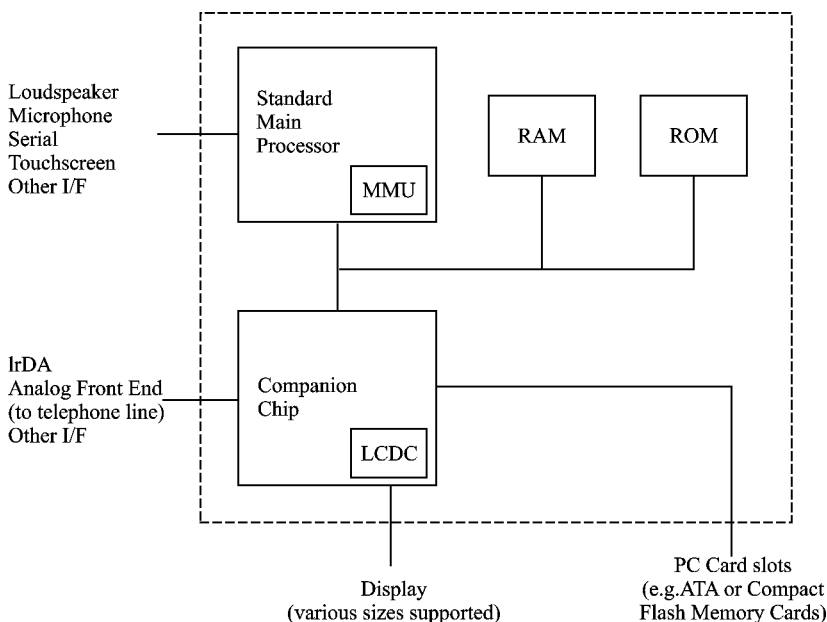 Loudspeaker
Microphone
Serial
Touchscreen
Other I/F
Standard
Main
Processor
MMU
RAM
ROM
lrDA
Analog Front End
(to telephone line)
Other I/F
Companion
Chip
LCDC
Display
(various sizes supported)
PC Card slots
(e.g.ATA or Compact
Flash Memory Cards)